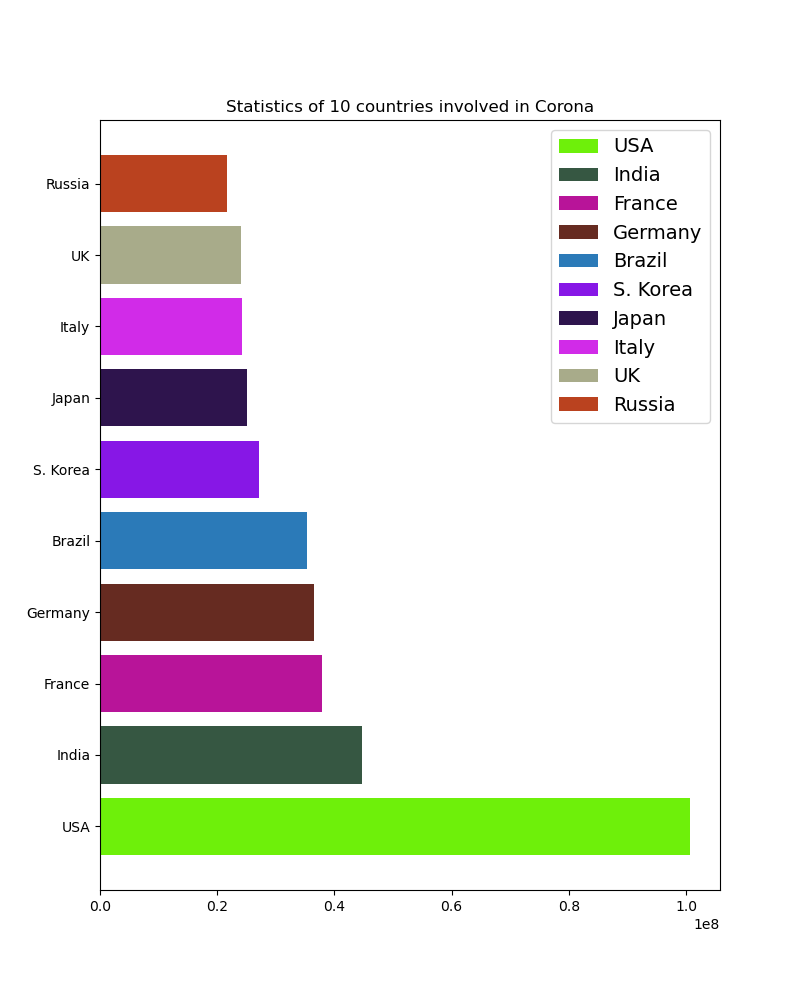 Statistics of 10 countries involved in Corona
USA
India
France
Germany
Brazil
S. Korea
Japan
Italy
UK
Russia
Russia
UK
Italy
Japan
S. Korea
Brazil
Germany
France
India
USA
0.0 0.2 0.4 0.6 0.8 1.0
1e8